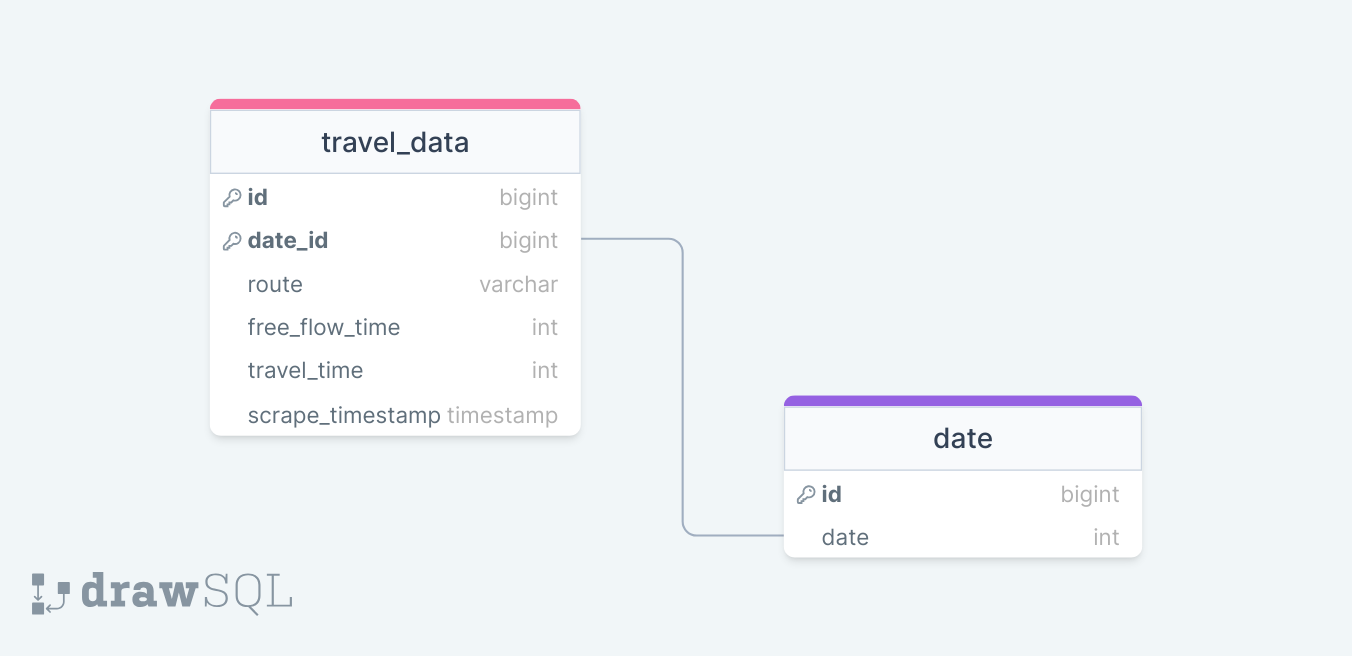 travel_data
id bigint
date_id bigint
route varchar
free_flow_time int
travel_time int
scrape_timestamp timestamp
date
id bigint
date int
drawSQL